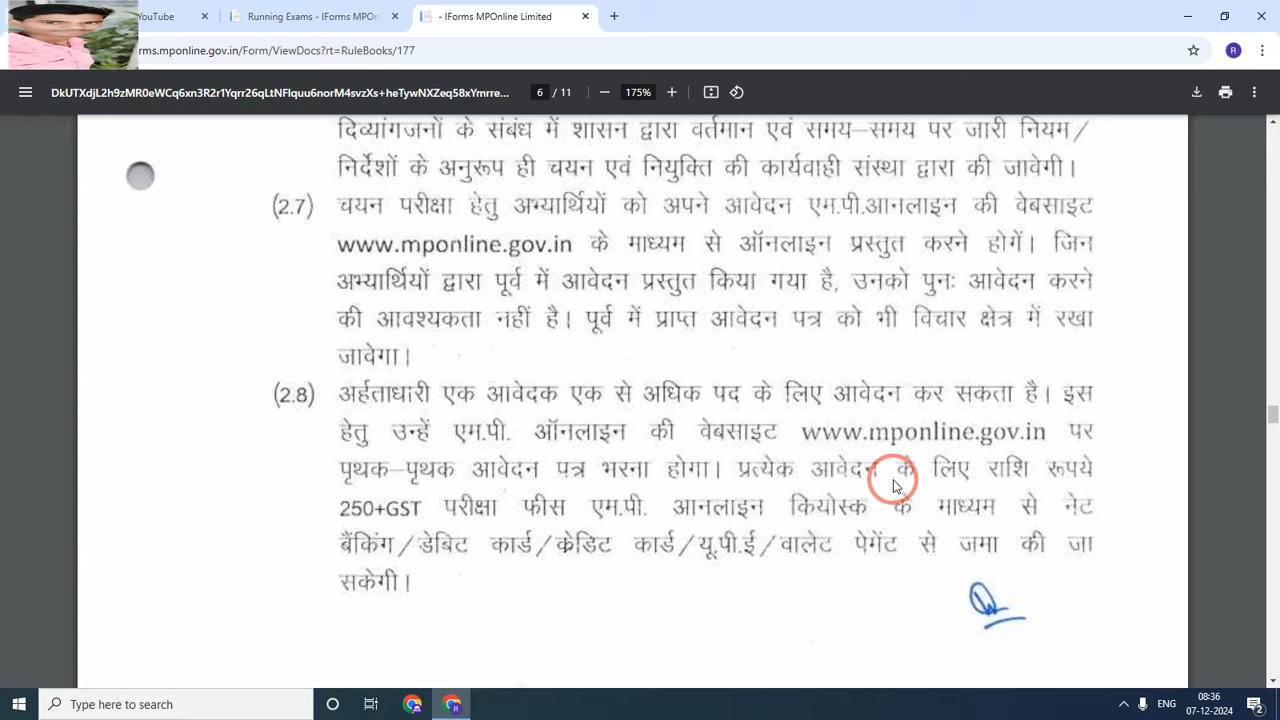 YouTube
Running Exams - IForms MPOn
- IForms MPOnline Limited
rms.mponline.gov.in/Form/ViewDocs?rt=RuleBooks/177
R
DkUTXdjL2h9zMR0eWCq6xn3R2r1Yqrr26qLtNFlquu6norM4svzXs+heTywNXZeq58xYmrre...
6 / 11
175%
दिव्यांगजनों के संबंध में शासन द्वारा वर्तमान एवं समय–समय पर जारी नियम/
निर्देशों के अनुरूप ही चयन एवं नियुक्ति की कार्यवाही संस्था द्वारा की जावेगी।
(2.7) चयन परीक्षा हेतु अभ्यार्थियों को अपने आवेदन एम.पी.आनलाइन की वेबसाइट
www.mponline.gov.in के माध्यम से ऑनलाइन प्रस्तुत करने होगें। जिन
अभ्यार्थियों द्वारा पूर्व में आवेदन प्रस्तुत किया गया है, उनको पुनः आवेदन करने
की आवश्यकता नहीं है। पूर्व में प्राप्त आवेदन पत्र को भी विचार क्षेत्र में रखा
जावेगा।
(2.8) अर्हताधारी एक आवेदक एक से अधिक पद के लिए आवेदन कर सकता है। इस
हेतु उन्हें एम.पी. ऑनलाइन की वेबसाइट www.mponline.gov.in पर
पृथक–पृथक आवेदन पत्र भरना होगा। प्रत्येक आवेदन के लिए राशि रूपये
250+GST परीक्षा फीस एम.पी. आनलाइन कियोस्क के माध्यम से नेट
बैंकिंग/डेबिट कार्ड/क्रेडिट कार्ड/यू.पी.ई/वालेट पेगेंट से जमा की जा
सकेगी।
Type here to search
ENG
08:36
07-12-2024
2